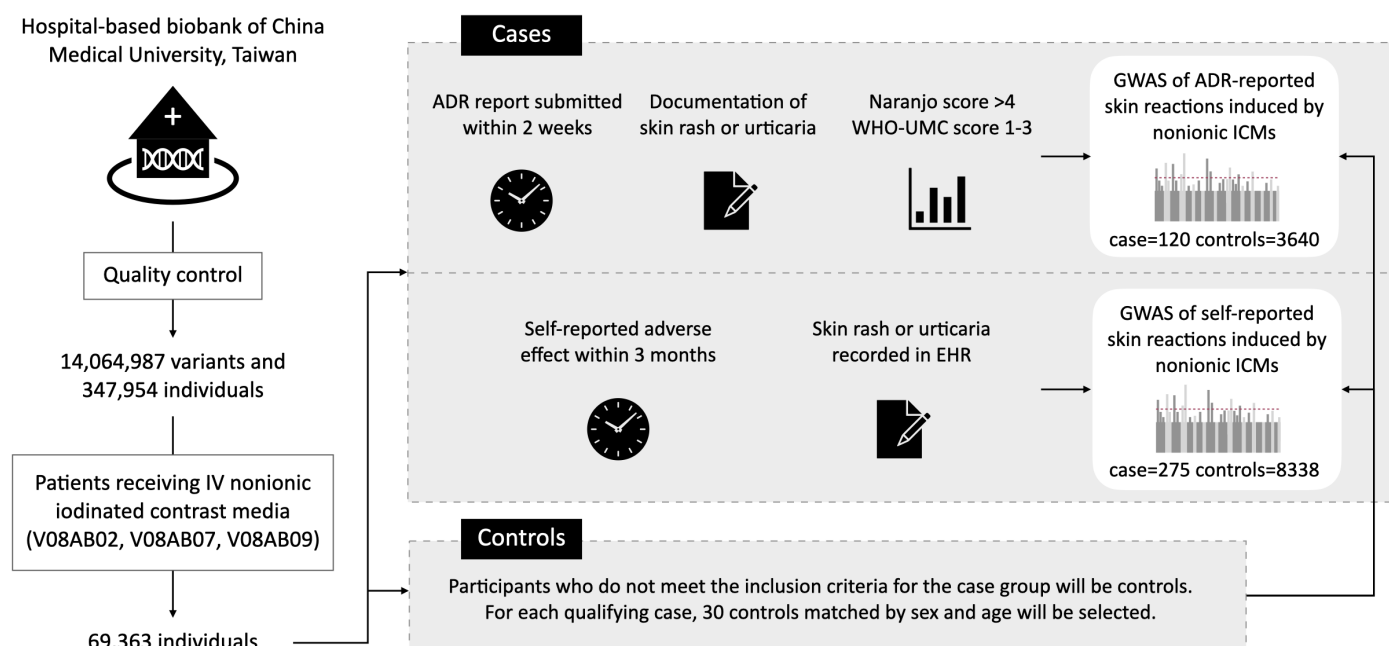 Hospital-based biobank of China
Medical University, Taiwan
Quality control
14,064,987 variants and
347,954 individuals
Patients receiving IV nonionic
iodinated contrast media
(V08AB02, V08AB07, V08AB09)
69,363 individuals
Cases
ADR report submitted
within 2 weeks
Documentation of
skin rash or urticaria
Naranjo score >4
WHO-UMC score 1-3
GWAS of ADR-reported
skin reactions induced by
nonionic ICMs
case=120 controls=3640
Self-reported adverse
effect within 3 months
Skin rash or urticaria
recorded in EHR
GWAS of self-reported
skin reactions induced by
nonionic ICMs
case=275 controls=8338
Controls
Participants who do not meet the inclusion criteria for the case group will be controls.
For each qualifying case, 30 controls matched by sex and age will be selected.